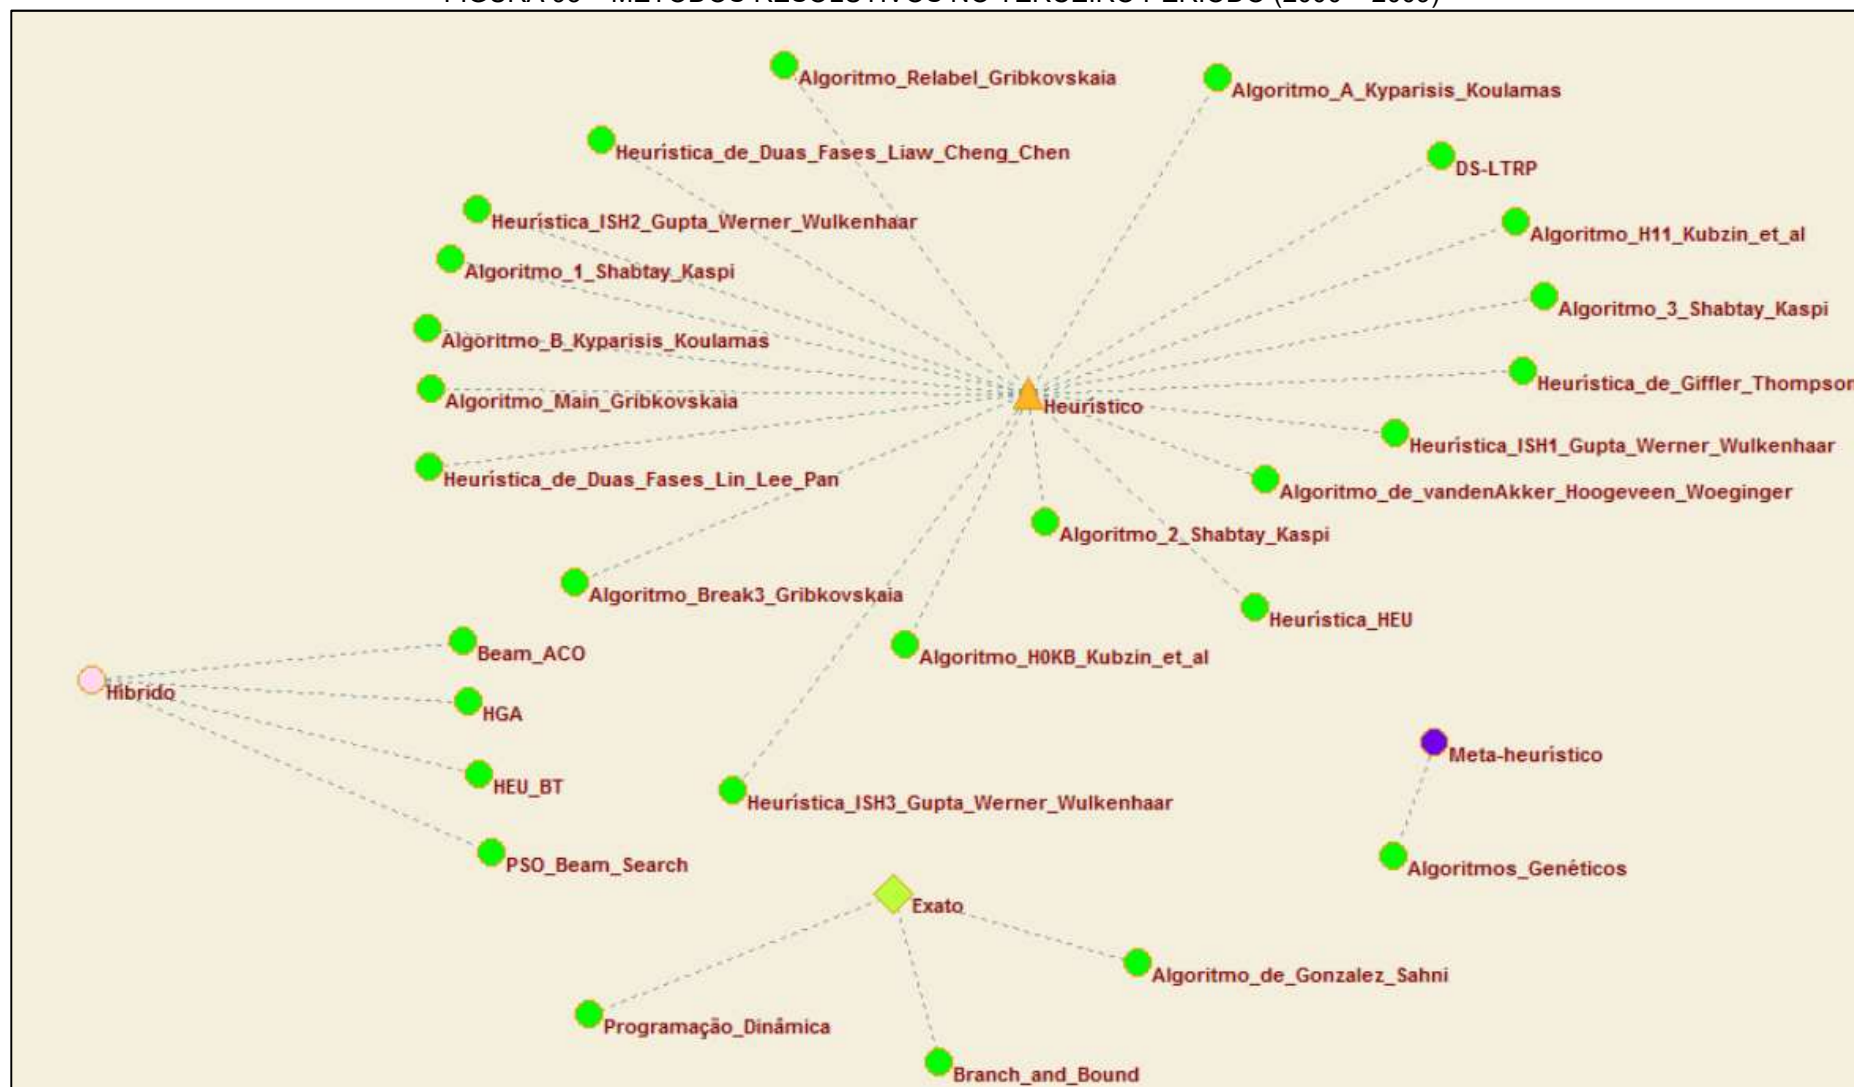 Algoritmo_Relabel_Gribkovskaia
Algoritmo_A_Kyparisis_Koulamas
Heurística_de_Duas_Fases_Liaw_Cheng_Chen
DS-LTRP
Heurística_ISH2_Gupta_Werner_Wulkenhaar
Algoritmo_H11_Kubzin_et_al
Algoritmo_1_Shabtay_Kaspi
Algoritmo_3_Shabtay_Kaspi
Algoritmo_B_Kyparisis_Koulamas
Heurística_de_Giffler_Thompson
Algoritmo_Main_Gribkovskaia
Heurístico
Heurística_ISH1_Gupta_Werner_Wulkenhaar
Heurística_de_Duas_Fases_Lin_Lee_Pan
Algoritmo_de_vandenAkker_Hoogeveen_Woeginger
Algoritmo_2_Shabtay_Kaspi
Algoritmo_Break3_Gribkovskaia
Heurística_HEU
Beam_ACO
Algoritmo_H0KB_Kubzin_et_al
Híbrido
HGA
Meta-heurístico
HEU_BT
Heurística_ISH3_Gupta_Werner_Wulkenhaar
PSO_Beam_Search
Algoritmos_Genéticos
Exato
Algoritmo_de_Gonzalez_Sahni
Programação_Dinâmica
Branch_and_Bound